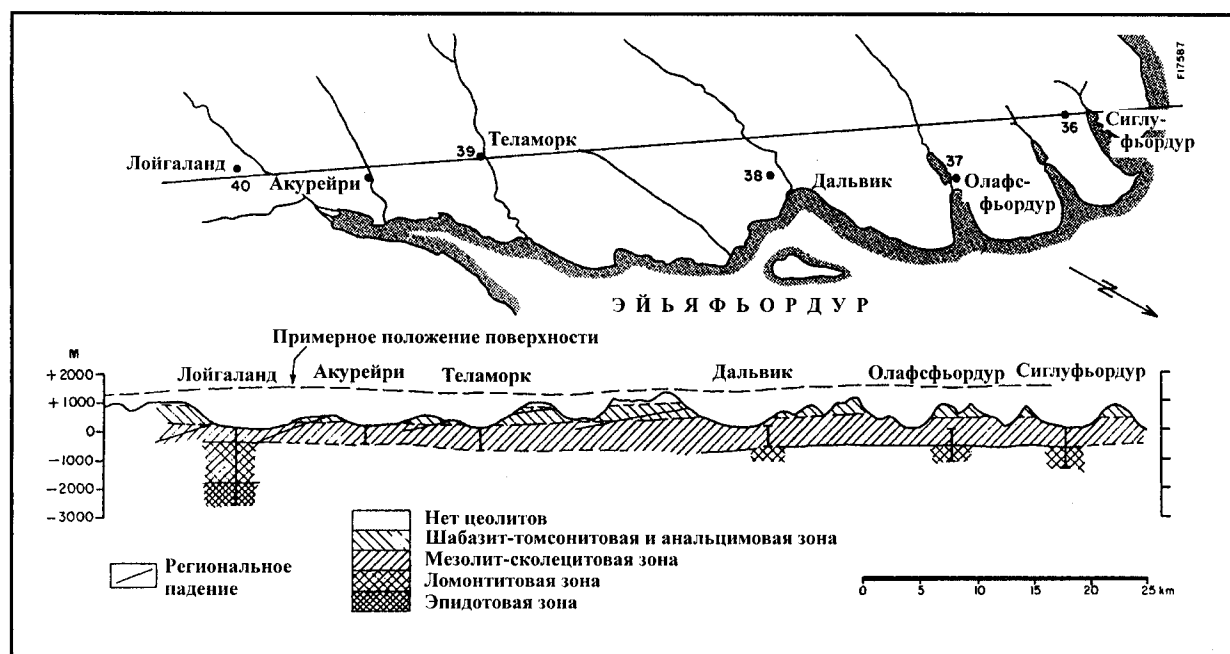 F17587
Сиглу-
фьордур
36
Теламорк
39
37
Лойгаланд
40
Акурейри
38
Дальвик
Олафс-
фьордур
N
ЭЙЬЯФЬОРДУР
Примерное положение поверхности
М
Лойгаланд Акурейри Теламорк Дальвик Олафсфьордур Сиглуфьордур
+2000
+1000
0
-1000
-2000
-3000
Нет цеолитов
Шабазит-томсонитовая и анальцимовая зона
Мезолит-сколецитовая зона
Ломонтитовая зона
Эпидотовая зона
Региональное
падение
0 5 10 15 20 25 km